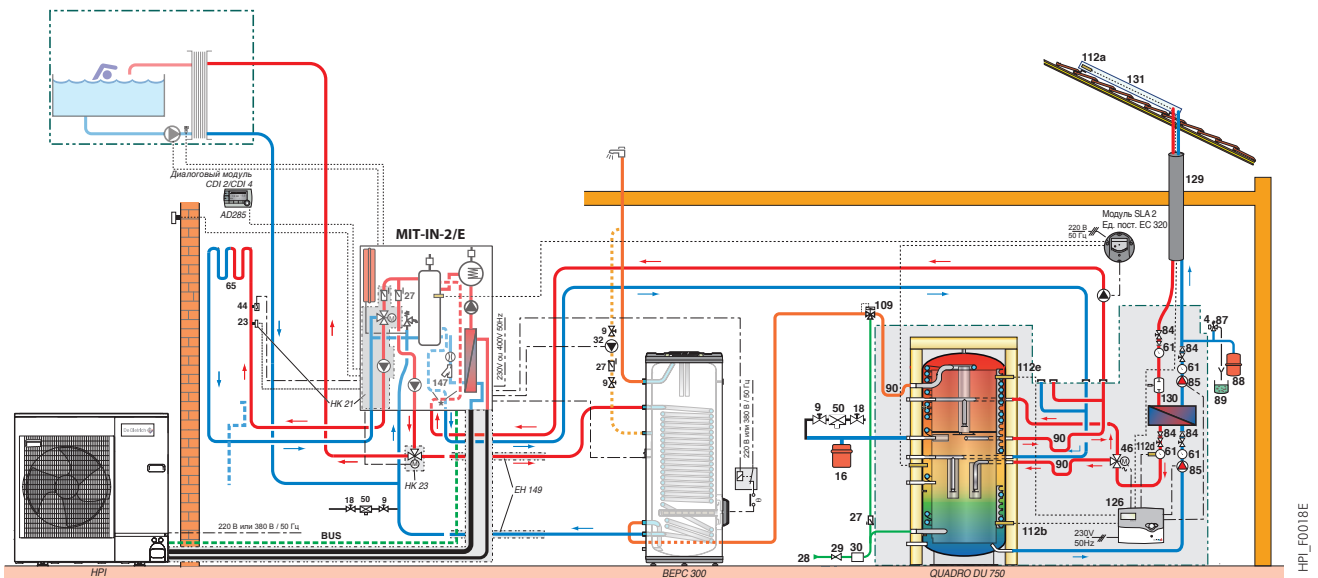 112a
131
129
Диалоговый модуль
CDI 2/CDI 4
AD285
MIT-IN-2/E
Модуль SLA 2
Ед. пост. EC 320
220 В
50 Гц
65
44
23
27
M
147
*
230V ou 400V / 50Hz
HK 21
HK 23
M
EH 149
18 50 9
220 В или 380 В / 50 Гц
BUS
De Dietrich
HPI
9
32
27
9
220 В или 380 В / 50 Гц
θ
BEPC 300
109
90
112e
9 50 18
16
27
28
29
30
90
90
112b
QUADRO DU 750
46
M
112d
126
230V
50Hz
84
61
84
61
85
130
84
61
84
61
85
4
87
88
89
HPI_F0018E